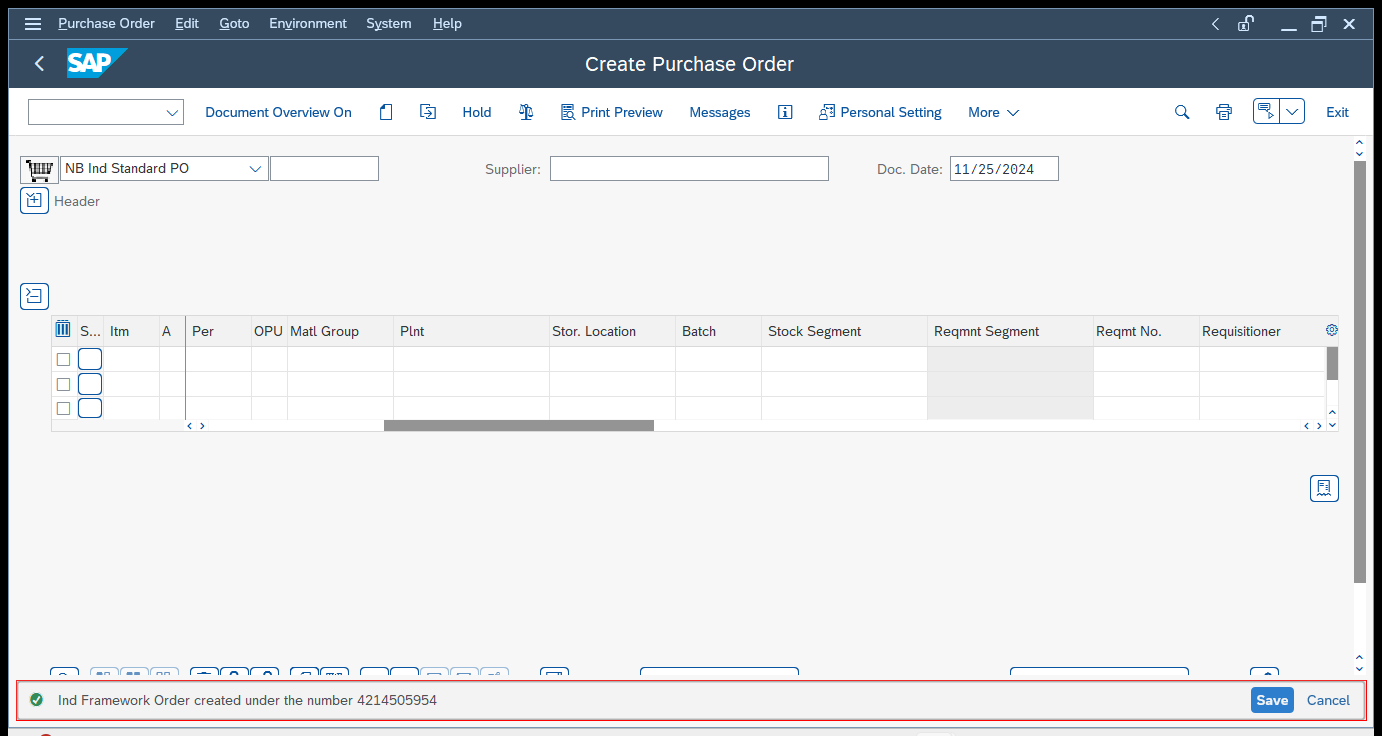 Purchase Order Edit Goto Environment System Help
SAP Create Purchase Order
Document Overview On Hold Print Preview Messages Personal Setting More Exit
NB Ind Standard PO Supplier: Doc. Date: 11/25/2024
Header
S... Itm A Per OPU Matl Group Plnt Stor. Location Batch Stock Segment Reqmnt Segment Reqmt No. Requisitioner
Ind Framework Order created under the number 4214505954 Save Cancel